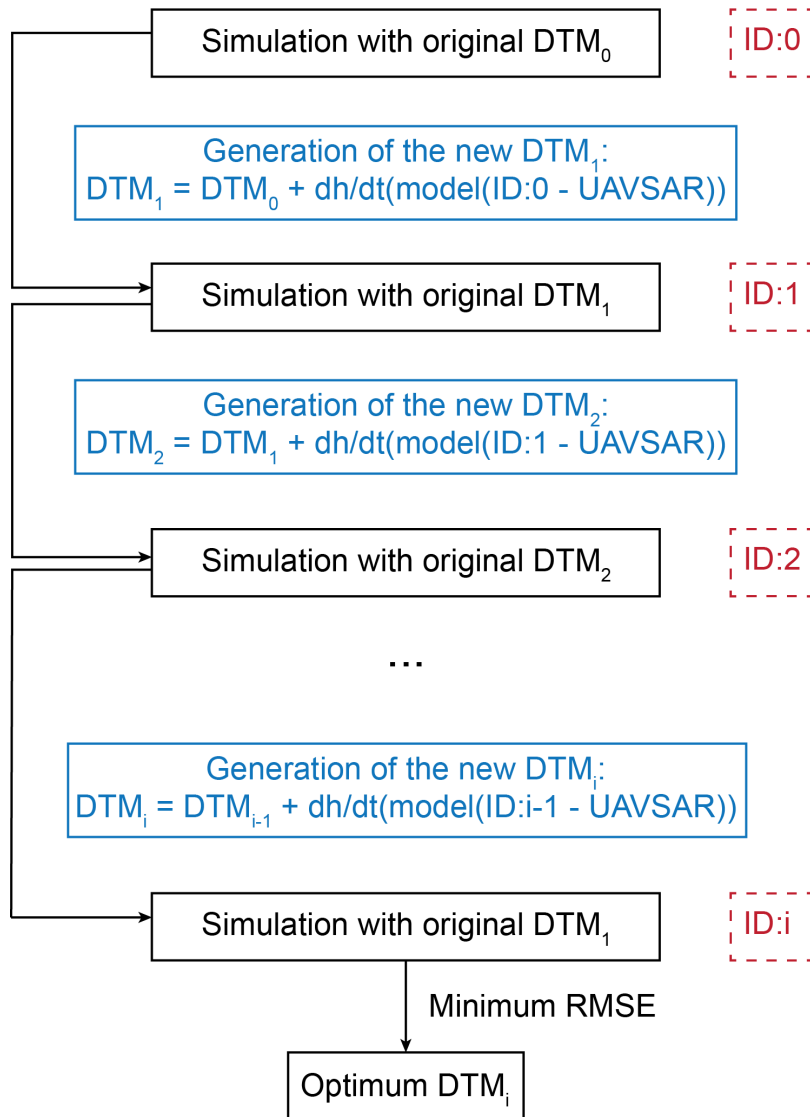 Simulation with original DTM₀
ID:0
Generation of the new DTM₁:
DTM₁ = DTM₀ + dh/dt(model(ID:0 - UAVSAR))
Simulation with original DTM₁
ID:1
Generation of the new DTM₂:
DTM₂ = DTM₁ + dh/dt(model(ID:1 - UAVSAR))
Simulation with original DTM₂
ID:2
...
Generation of the new DTMᵢ:
DTMᵢ = DTMᵢ₋₁ + dh/dt(model(ID:i-1 - UAVSAR))
Simulation with original DTM₁
ID:i
Minimum RMSE
Optimum DTMᵢ